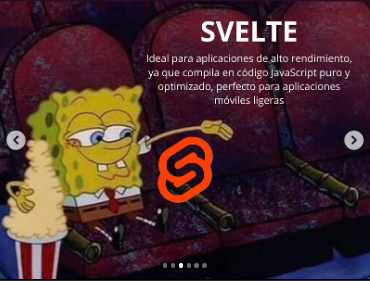 SVELTE
Ideal para aplicaciones de alto rendimiento,
ya que compila en código JavaScript puro y
optimizado, perfecto para aplicaciones
móviles ligeras